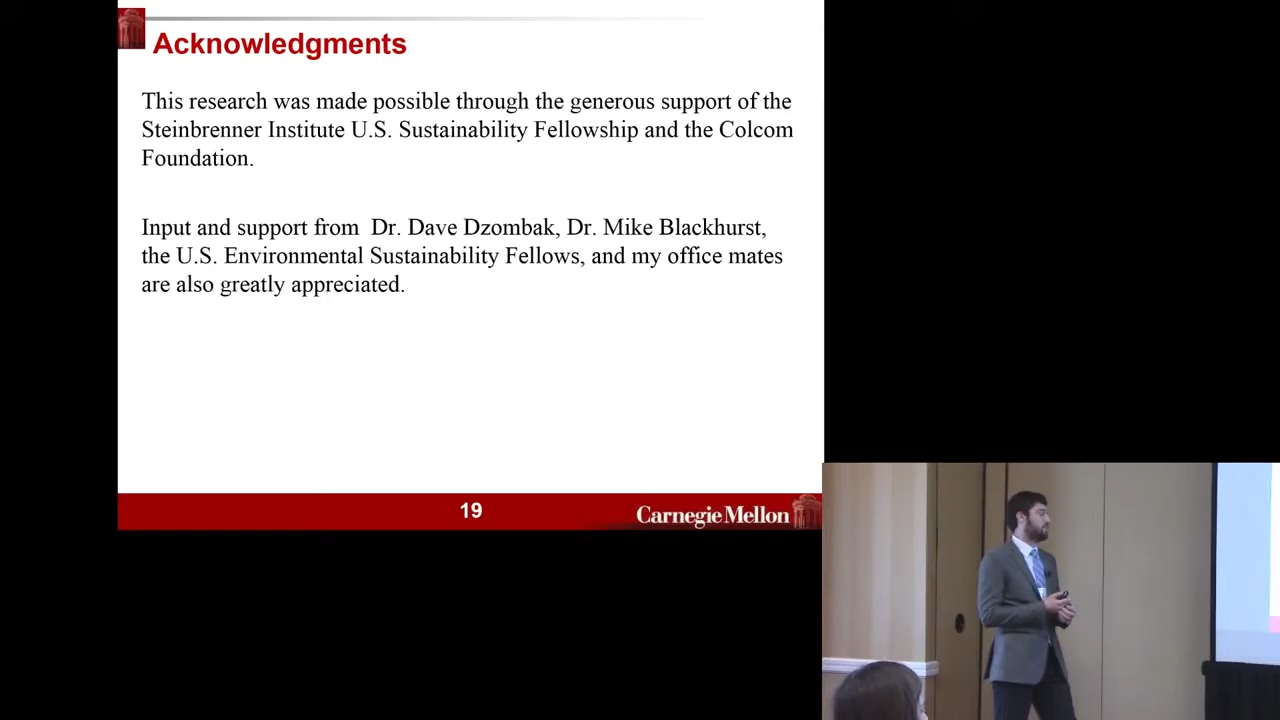 Acknowledgments
This research was made possible through the generous support of the
Steinbrenner Institute U.S. Sustainability Fellowship and the Colcom
Foundation.
Input and support from Dr. Dave Dzombak, Dr. Mike Blackhurst,
the U.S. Environmental Sustainability Fellows, and my office mates
are also greatly appreciated.
19
Carnegie Mellon